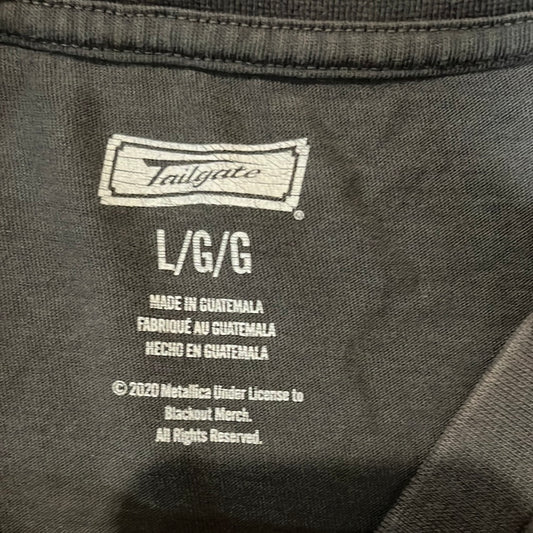 Tailgate
®
L/G/G
MADE IN GUATEMALA
FABRIQUÉ AU GUATEMALA
HECHO EN GUATEMALA
© 2020 Metallica Under License to
Blackout Merch.
All Rights Reserved.